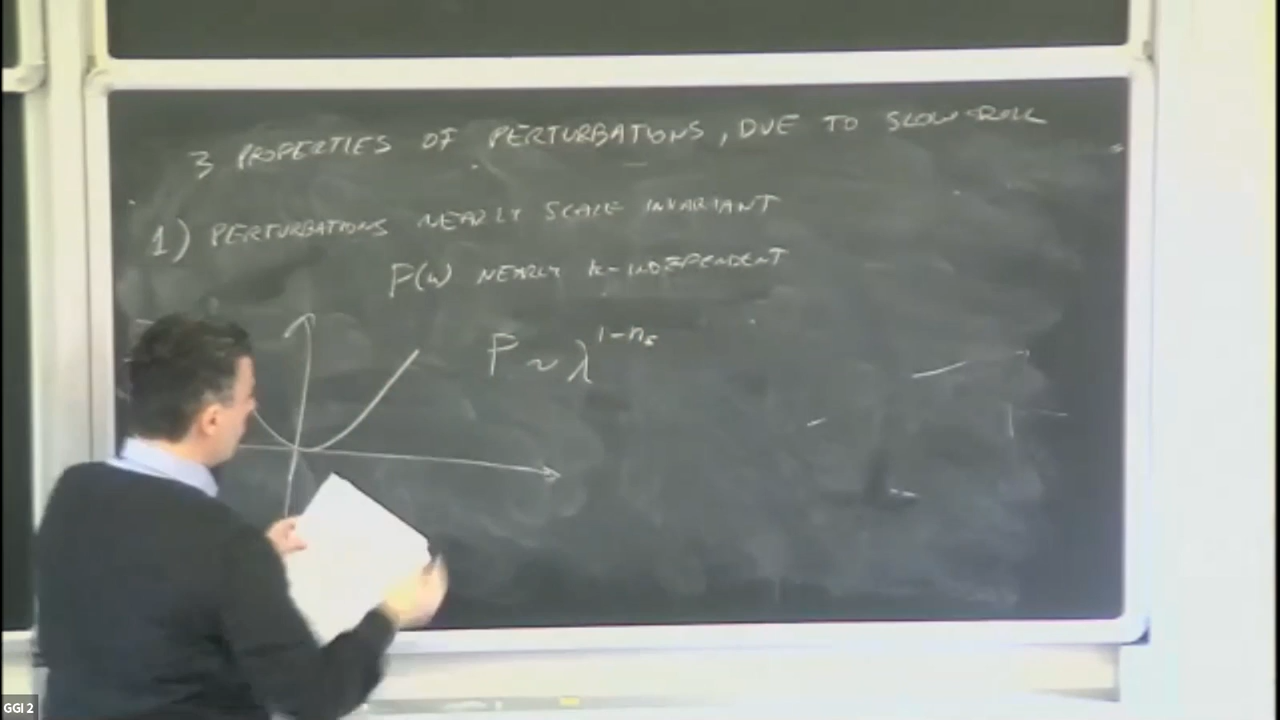 3 PROPERTIES OF PERTURBATIONS, DUE TO SLOW-ROLL
1) PERTURBATIONS NEARLY SCALE INVARIANT
P(k) NEARLY k-INDEPENDENT
P ~ λ^{1-n_s}
GGI 2